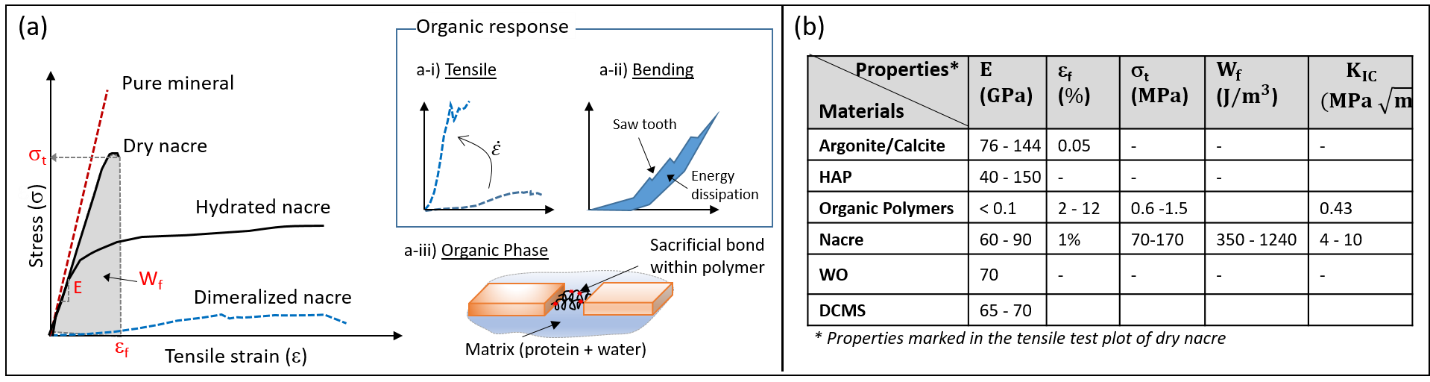 (a)
Organic response
a-i) Tensile
a-ii) Bending
Pure mineral
Dry nacre
σt
Hydrated nacre
Stress (σ)
E
Wf
Dimeralized nacre
εf
Tensile strain (ε)
ε̇
Saw tooth
Energy
dissipation
a-iii) Organic Phase
Sacrificial bond
within polymer
Matrix (protein + water)
(b)
Properties* E εf σt Wf KIC
Materials (GPa) (%) (MPa) (J/m³) (MPa √m
Argonite/Calcite 76 - 144 0.05 - - -
HAP 40 - 150 - - -
Organic Polymers < 0.1 2 - 12 0.6 -1.5 0.43
Nacre 60 - 90 1% 70-170 350 - 1240 4 - 10
WO 70 - - - -
DCMS 65 - 70
* Properties marked in the tensile test plot of dry nacre